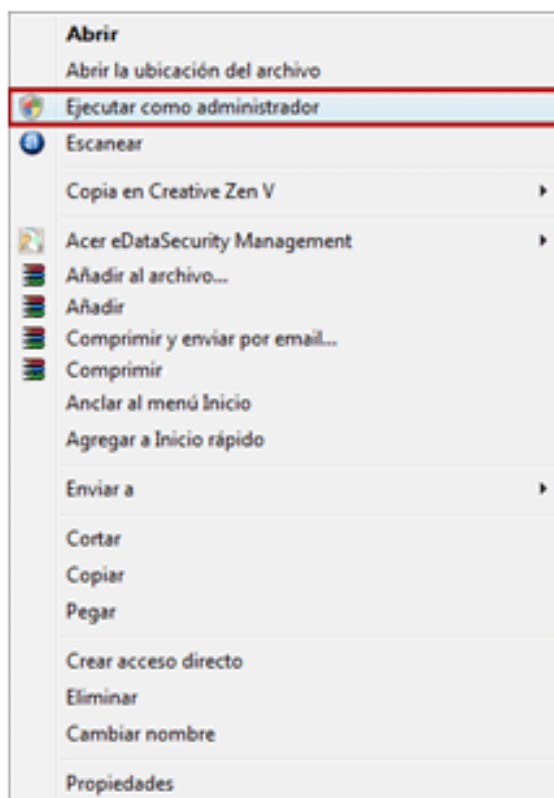 Abrir
Abrir la ubicación del archivo
Ejecutar como administrador
Escanear
Copia en Creative Zen V
Acer eDataSecurity Management
Añadir al archivo...
Añadir
Comprimir y enviar por email...
Comprimir
Anclar al menú Inicio
Agregar a Inicio rápido
Enviar a
Cortar
Copiar
Pegar
Crear acceso directo
Eliminar
Cambiar nombre
Propiedades